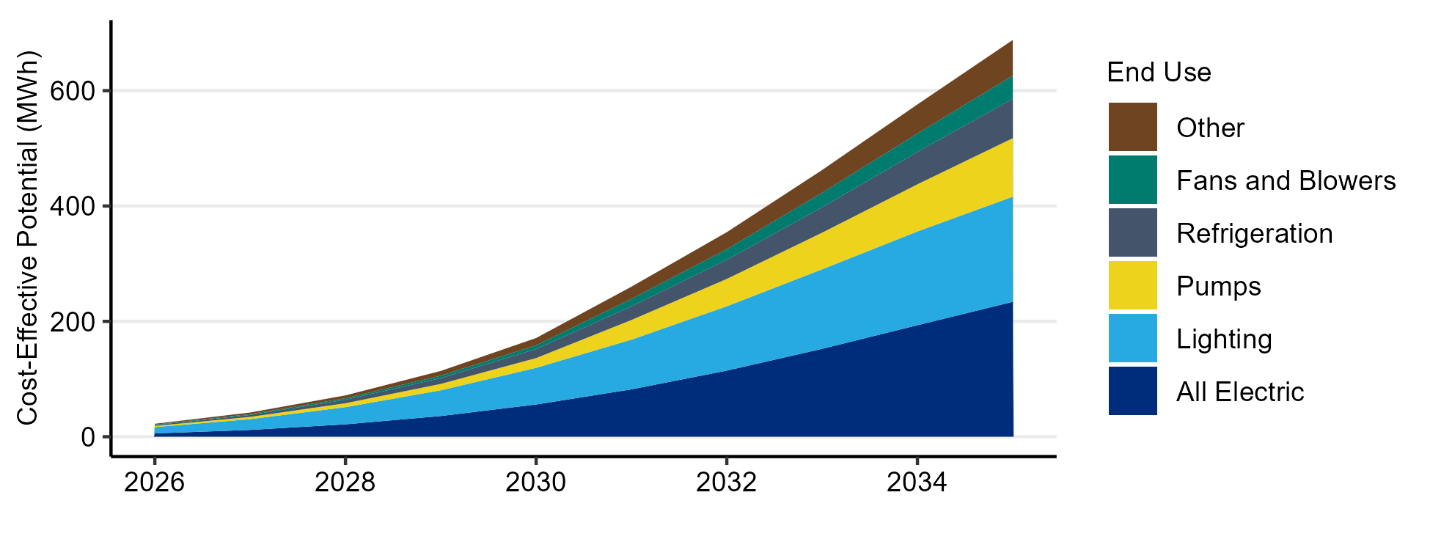 Cost-Effective Potential (MWh)
600
400
200
0
2026 2028 2030 2032 2034
End Use
Other
Fans and Blowers
Refrigeration
Pumps
Lighting
All Electric